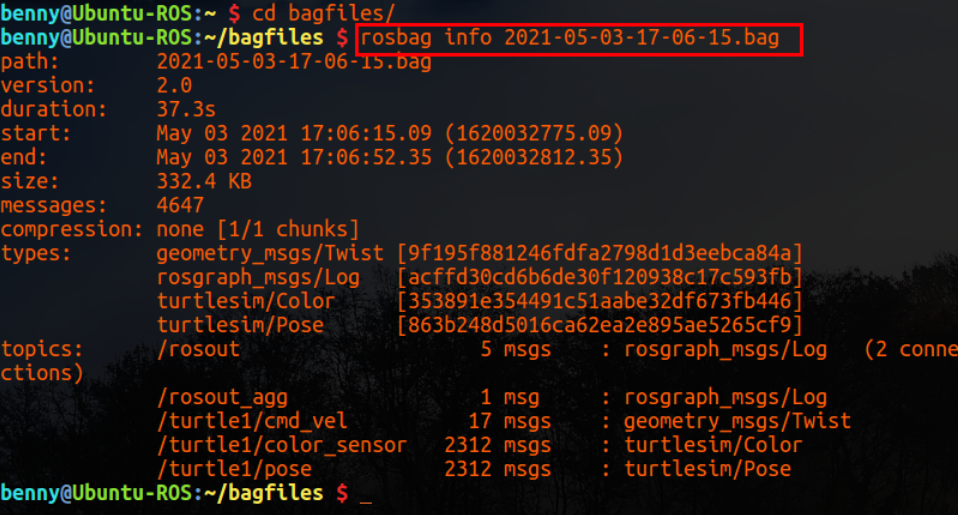 benny@Ubuntu-ROS:~ $ cd bagfiles/
benny@Ubuntu-ROS:~/bagfiles $ rosbag info 2021-05-03-17-06-15.bag
path:        2021-05-03-17-06-15.bag
version:     2.0
duration:    37.3s
start:       May 03 2021 17:06:15.09 (1620032775.09)
end:         May 03 2021 17:06:52.35 (1620032812.35)
size:        332.4 KB
messages:    4647
compression: none [1/1 chunks]
types:       geometry_msgs/Twist [9f195f881246fdfa2798d1d3eebca84a]
             rosgraph_msgs/Log   [acffd30cd6b6de30f120938c17c593fb]
             turtlesim/Color     [353891e354491c51aabe32df673fb446]
             turtlesim/Pose      [863b248d5016ca62ea2e895ae5265cf9]
topics:      /rosout                    5 msgs    : rosgraph_msgs/Log   (2 conne
ctions)
             /rosout_agg                1 msg     : rosgraph_msgs/Log
             /turtle1/cmd_vel          17 msgs    : geometry_msgs/Twist
             /turtle1/color_sensor   2312 msgs    : turtlesim/Color
             /turtle1/pose           2312 msgs    : turtlesim/Pose
benny@Ubuntu-ROS:~/bagfiles $ _